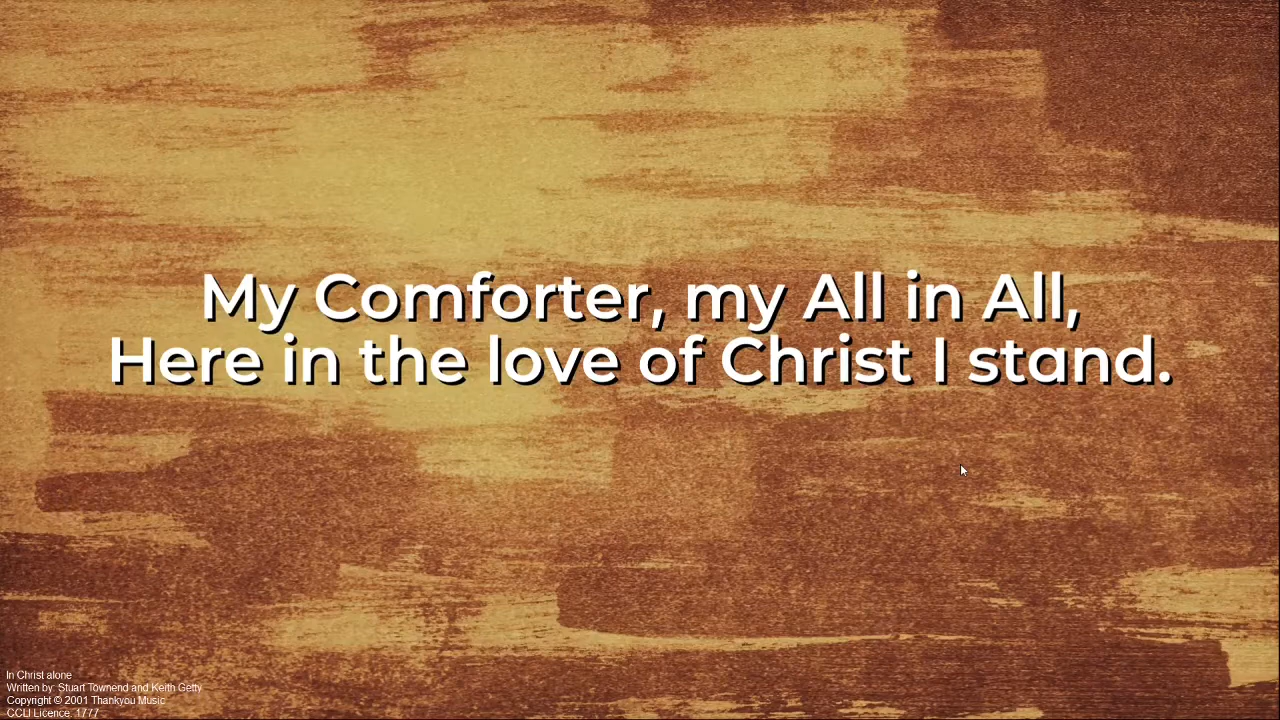 My Comforter, my All in All,
Here in the love of Christ I stand.
In Christ alone
Written by: Stuart Townend and Keith Getty
Copyright © 2001 Thankyou Music
CCLI Licence: 1777